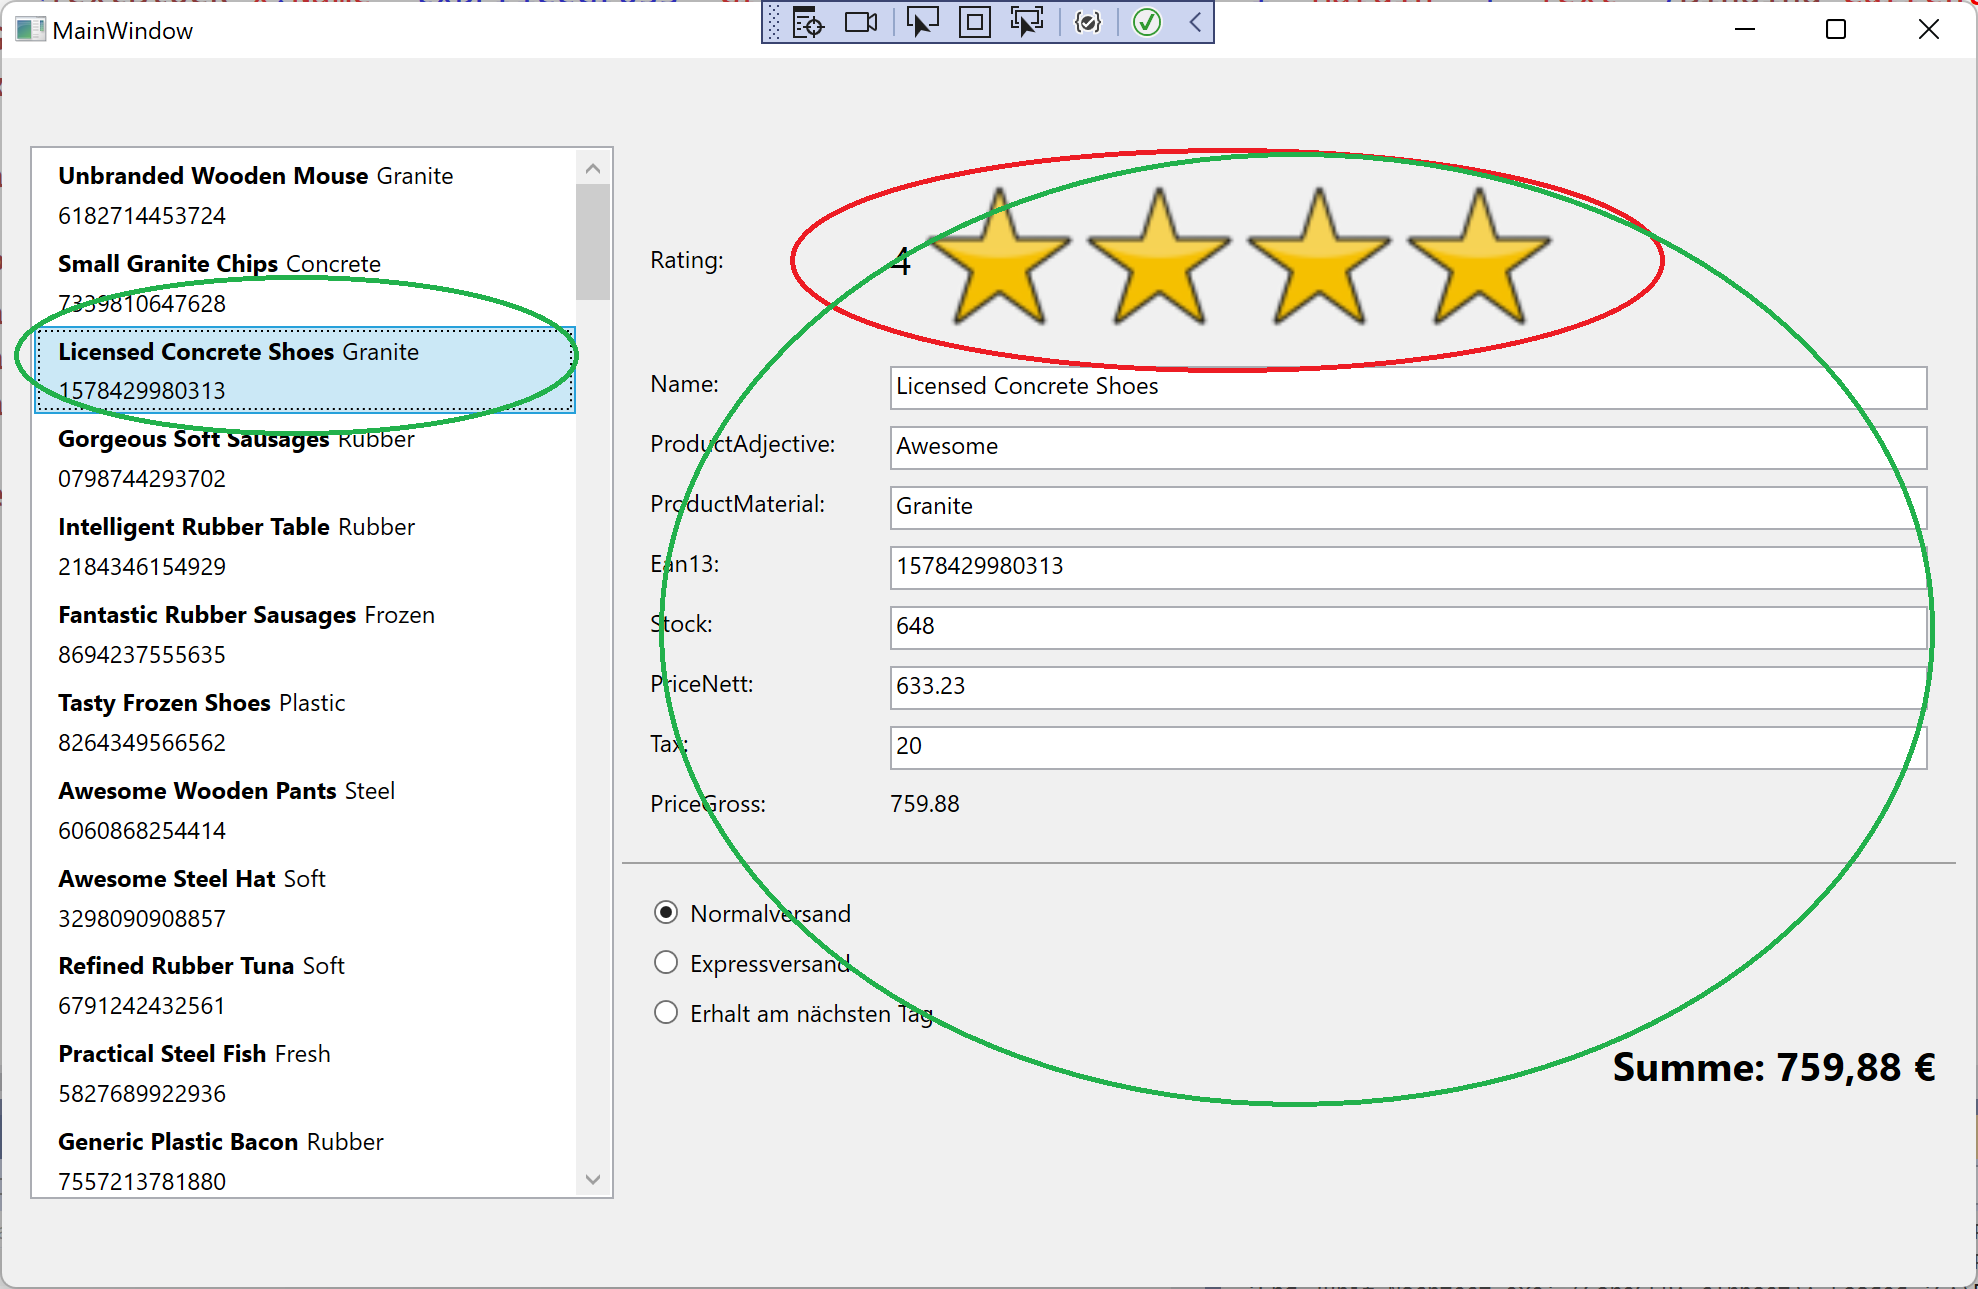 MainWindow
Unbranded Wooden Mouse Granite
6182714453724
Small Granite Chips Concrete
7339810647628
Licensed Concrete Shoes Granite
1578429980313
Gorgeous Soft Sausages Rubber
0798744293702
Intelligent Rubber Table Rubber
2184346154929
Fantastic Rubber Sausages Frozen
8694237555635
Tasty Frozen Shoes Plastic
8264349566562
Awesome Wooden Pants Steel
6060868254414
Awesome Steel Hat Soft
3298090908857
Refined Rubber Tuna Soft
6791242432561
Practical Steel Fish Fresh
5827689922936
Generic Plastic Bacon Rubber
7557213781880
Rating: 4
Name: Licensed Concrete Shoes
ProductAdjective: Awesome
ProductMaterial: Granite
Ean13: 1578429980313
Stock: 648
PriceNett: 633.23
Tax: 20
PriceGross: 759.88
Normalversand
Expressversand
Erhalt am nächsten Tag
Summe: 759,88 €